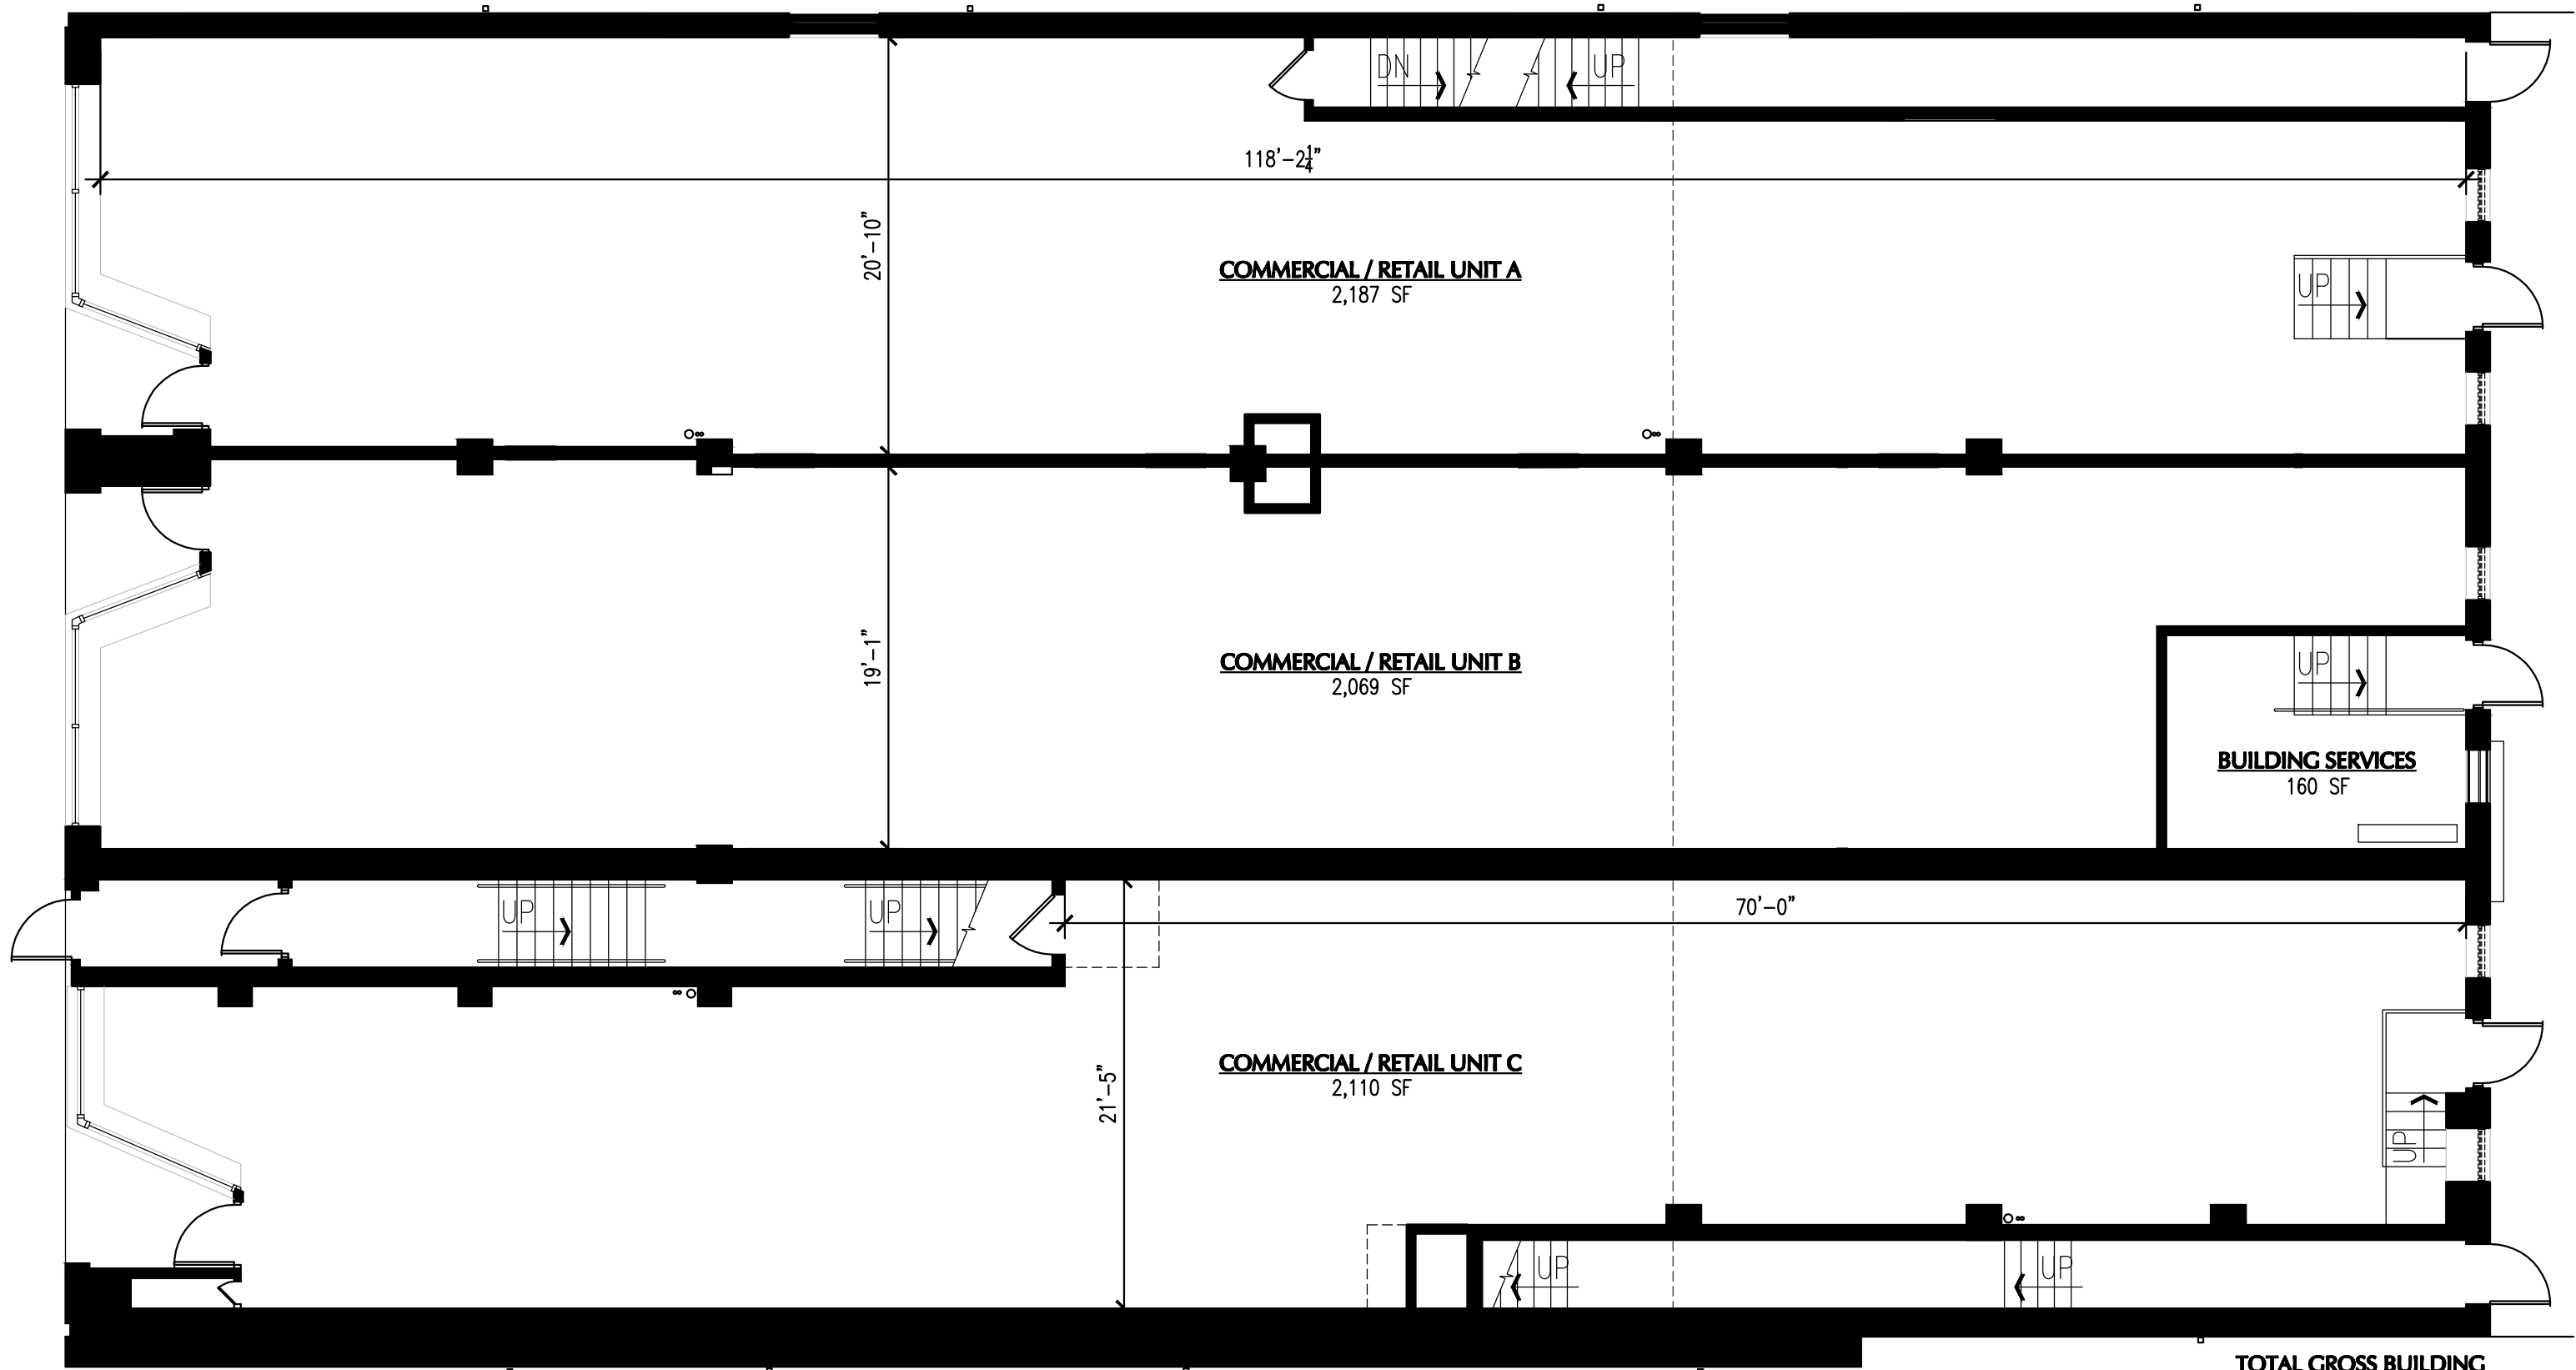 DN
UP
118'-2¼"
20'-10"
COMMERCIAL / RETAIL UNIT A
2,187 SF
UP
19'-1"
COMMERCIAL / RETAIL UNIT B
2,069 SF
UP
BUILDING SERVICES
160 SF
UP
UP
70'-0"
21'-5"
COMMERCIAL / RETAIL UNIT C
2,110 SF
UP
UP
UP
TOTAL GROSS BUILDING